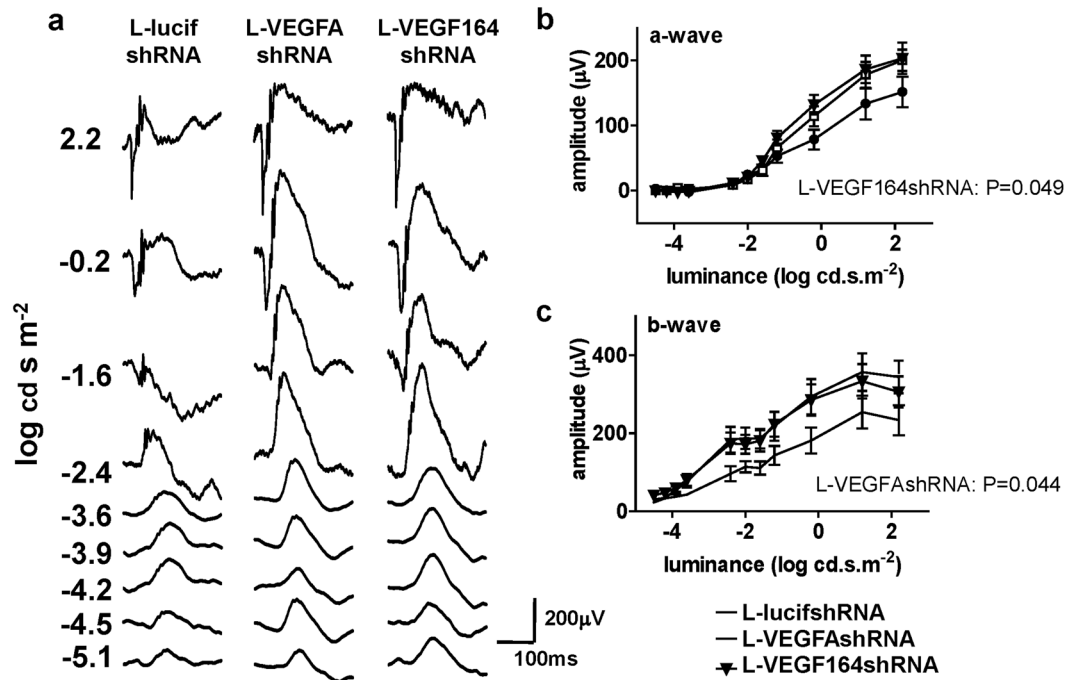 a
L-lucif shRNA
L-VEGFA shRNA
L-VEGF164 shRNA
log cd s m-2
2.2
-0.2
-1.6
-2.4
-3.6
-3.9
-4.2
-4.5
-5.1
200µV
100ms
b
a-wave
amplitude (µV)
200
100
0
L-VEGF164shRNA: P=0.049
-4 -2 0 2
luminance (log cd.s.m-2)
c
b-wave
amplitude (µV)
400
200
0
L-VEGFAshRNA: P=0.044
-4 -2 0 2
luminance (log cd.s.m-2)
L-lucifshRNA
L-VEGFAshRNA
L-VEGF164shRNA